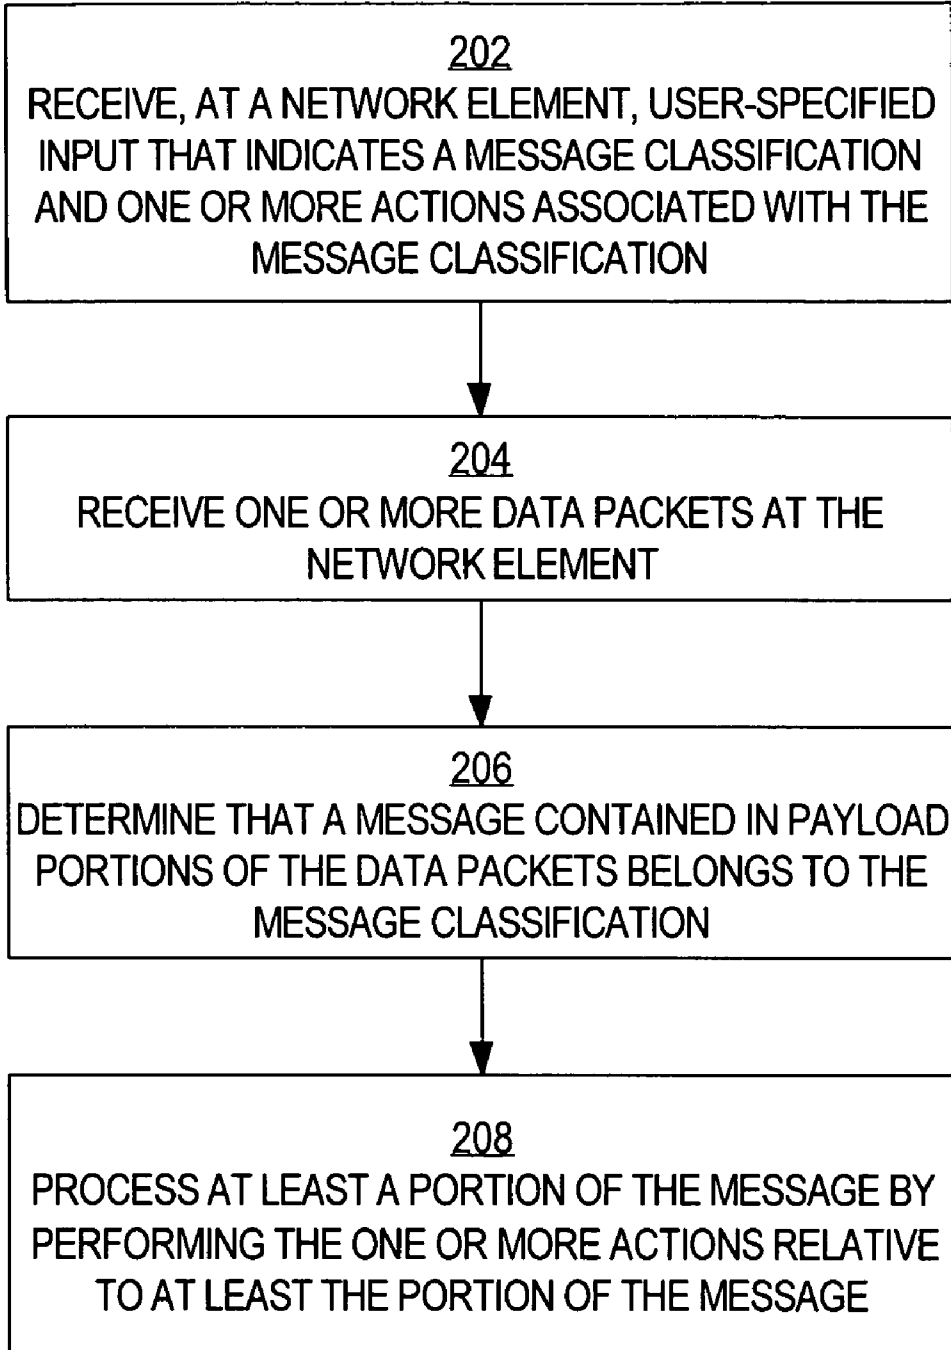 202
RECEIVE, AT A NETWORK ELEMENT, USER-SPECIFIED
INPUT THAT INDICATES A MESSAGE CLASSIFICATION
AND ONE OR MORE ACTIONS ASSOCIATED WITH THE
MESSAGE CLASSIFICATION
204
RECEIVE ONE OR MORE DATA PACKETS AT THE
NETWORK ELEMENT
206
DETERMINE THAT A MESSAGE CONTAINED IN PAYLOAD
PORTIONS OF THE DATA PACKETS BELONGS TO THE
MESSAGE CLASSIFICATION
208
PROCESS AT LEAST A PORTION OF THE MESSAGE BY
PERFORMING THE ONE OR MORE ACTIONS RELATIVE
TO AT LEAST THE PORTION OF THE MESSAGE